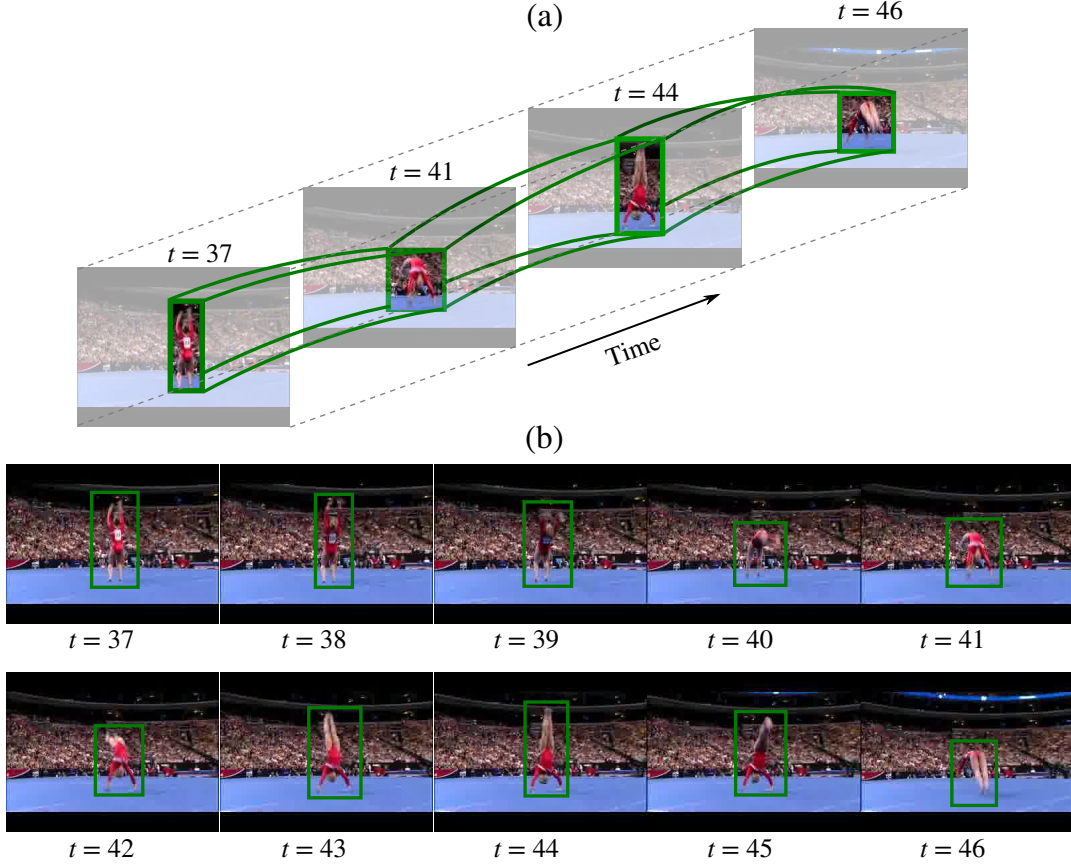 (a)
t = 46
t = 44
t = 41
t = 37
Time
(b)
t = 37 t = 38 t = 39 t = 40 t = 41
t = 42 t = 43 t = 44 t = 45 t = 46